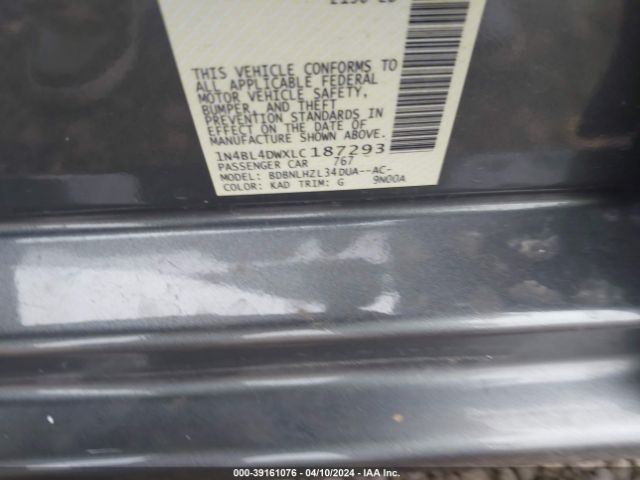 THIS VEHICLE CONFORMS TO
ALL APPLICABLE FEDERAL
MOTOR VEHICLE SAFETY,
BUMPER, AND THEFT
PREVENTION STANDARDS IN
EFFECT ON THE DATE OF
MANUFACTURE SHOWN ABOVE.
1N4BL4DWXLC187293
PASSENGER CAR 767
MODEL: BDBNLHZL34DUA--AC-
COLOR: KAD TRIM: G 9N00A
000-39161076 - 04/10/2024 - IAA Inc.